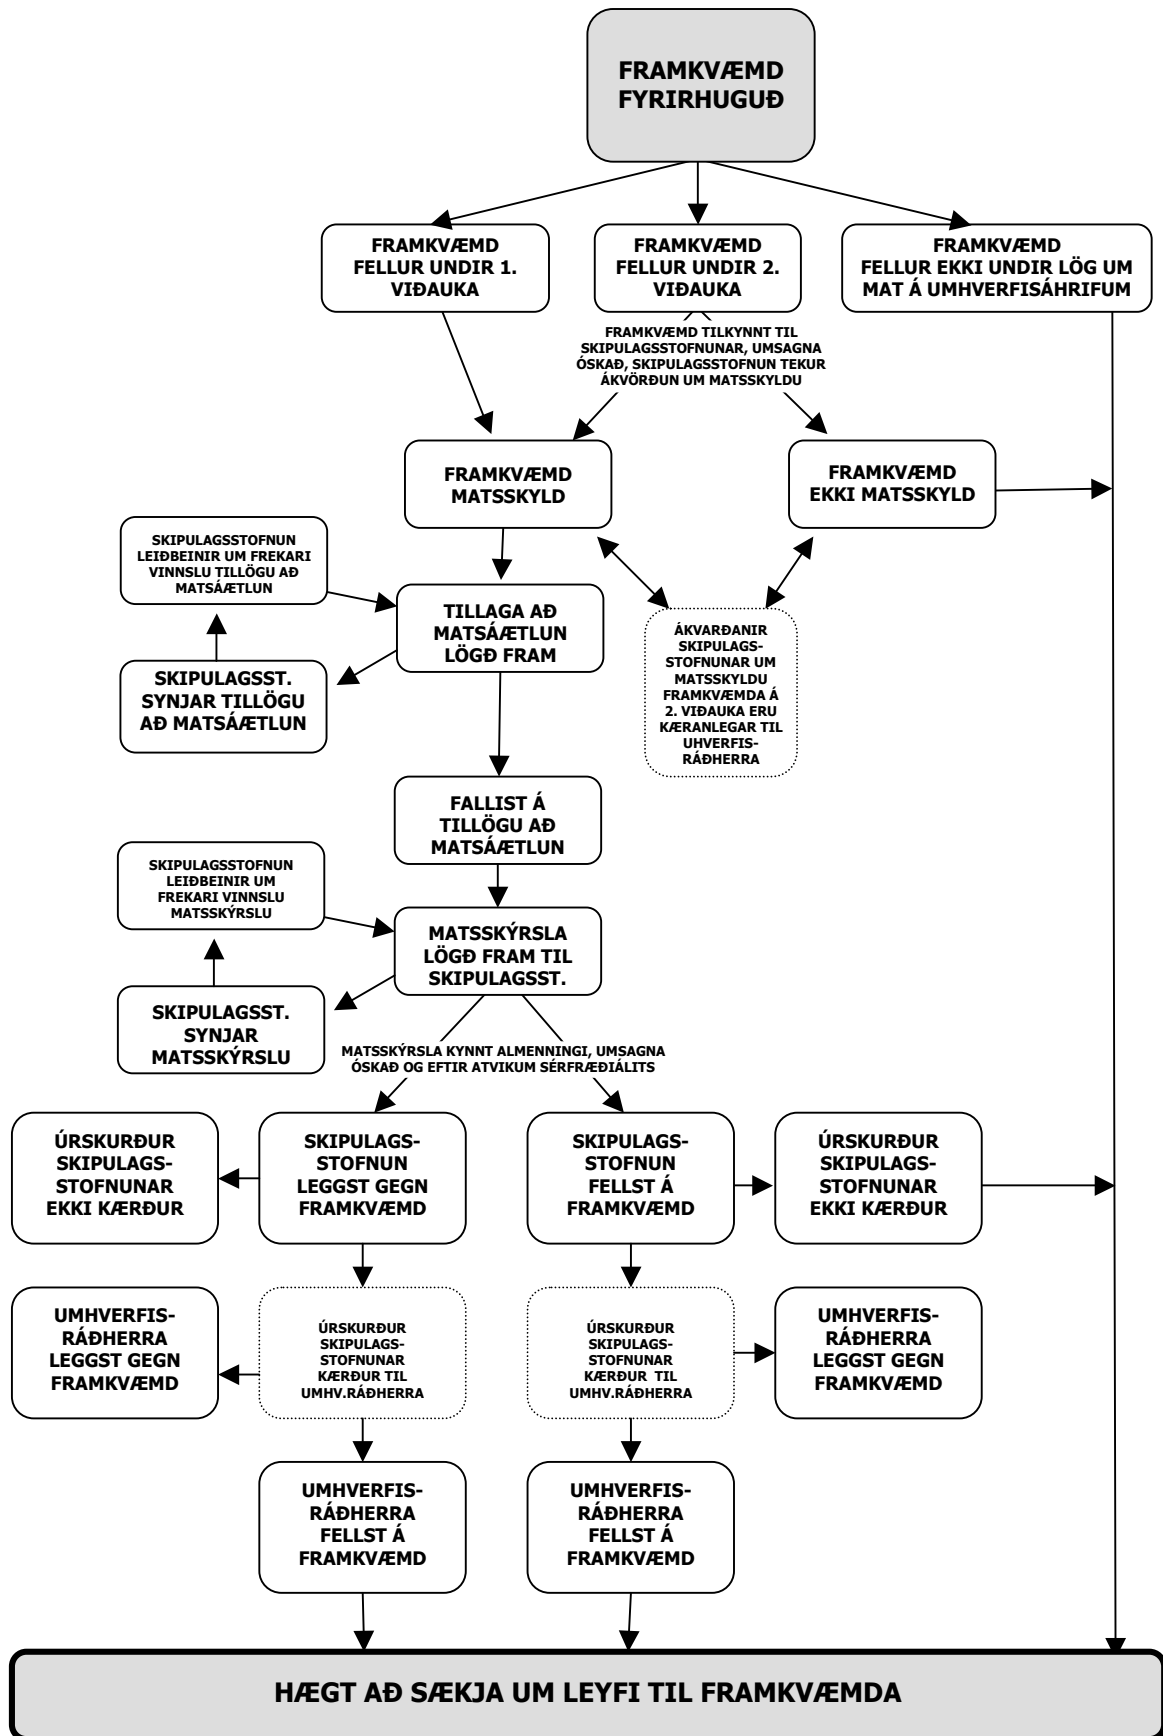 FRAMKVÆMD
FYRIRHUGUÐ
FRAMKVÆMD
FELLUR UNDIR 1.
VIÐAUKA
FRAMKVÆMD
FELLUR UNDIR 2.
VIÐAUKA
FRAMKVÆMD
FELLUR EKKI UNDIR LÖG UM
MAT Á UMHVERFISÁHRIFUM
FRAMKVÆMD TILKYNNT TIL
SKIPULAGSSTOFNUNAR, UMSAGNA
ÓSKAÐ, SKIPULAGSSTOFNUN TEKUR
ÁKVÖRÐUN UM MATSSKYLDU
FRAMKVÆMD
MATSSKYLD
FRAMKVÆMD
EKKI MATSSKYLD
SKIPULAGSSTOFNUN
LEIÐBEINIR UM FREKARI
VINNSLU TILLÖGU AÐ
MATSÁÆTLUN
TILLAGA AÐ
MATSÁÆTLUN
LÖGÐ FRAM
ÁKVARÐANIR
SKIPULAGS-
STOFNUNAR UM
MATSSKYLDU
FRAMKVÆMDA Á
2. VIÐAUKA ERU
KÆRANLEGAR TIL
UHVERFIS-
RÁÐHERRA
SKIPULAGSST.
SYNJAR TILLÖGU
AÐ MATSÁÆTLUN
FALLIST Á
TILLÖGU AÐ
MATSÁÆTLUN
SKIPULAGSSTOFNUN
LEIÐBEINIR UM
FREKARI VINNSLU
MATSSKÝRSLU
MATSSKÝRSLA
LÖGÐ FRAM TIL
SKIPULAGSST.
SKIPULAGSST.
SYNJAR
MATSSKÝRSLU
MATSSKÝRSLA KYNNT ALMENNINGI, UMSAGNA
ÓSKAÐ OG EFTIR ATVIKUM SÉRFRÆÐIÁLITS
ÚRSKURÐUR
SKIPULAGS-
STOFNUNAR
EKKI KÆRÐUR
SKIPULAGS-
STOFNUN
LEGGST GEGN
FRAMKVÆMD
SKIPULAGS-
STOFNUN
FELLST Á
FRAMKVÆMD
ÚRSKURÐUR
SKIPULAGS-
STOFNUNAR
EKKI KÆRÐUR
UMHVERFIS-
RÁÐHERRA
LEGGST GEGN
FRAMKVÆMD
ÚRSKURÐUR
SKIPULAGS-
STOFNUNAR
KÆRÐUR TIL
UMHV.RÁÐHERRA
ÚRSKURÐUR
SKIPULAGS-
STOFNUNAR
KÆRÐUR TIL
UMHV.RÁÐHERRA
UMHVERFIS-
RÁÐHERRA
LEGGST GEGN
FRAMKVÆMD
UMHVERFIS-
RÁÐHERRA
FELLST Á
FRAMKVÆMD
UMHVERFIS-
RÁÐHERRA
FELLST Á
FRAMKVÆMD
HÆGT AÐ SÆKJA UM LEYFI TIL FRAMKVÆMDA